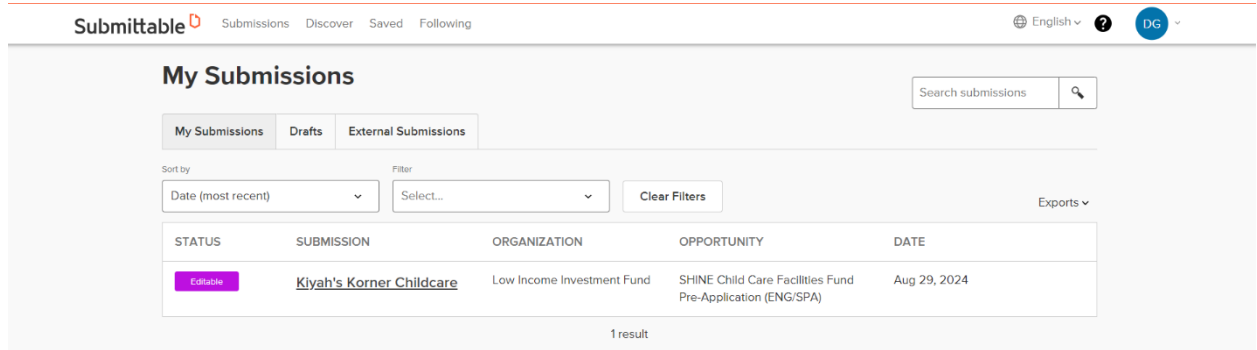 Submittable
Submissions Discover Saved Following
English
?
DG
My Submissions
Search submissions
My Submissions Drafts External Submissions
Sort by Filter
Date (most recent) Select... Clear Filters
Exports
STATUS SUBMISSION ORGANIZATION OPPORTUNITY DATE
Editable Kiyah's Korner Childcare Low Income Investment Fund SHINE Child Care Facilities Fund Aug 29, 2024
Pre-Application (ENG/SPA)
1 result